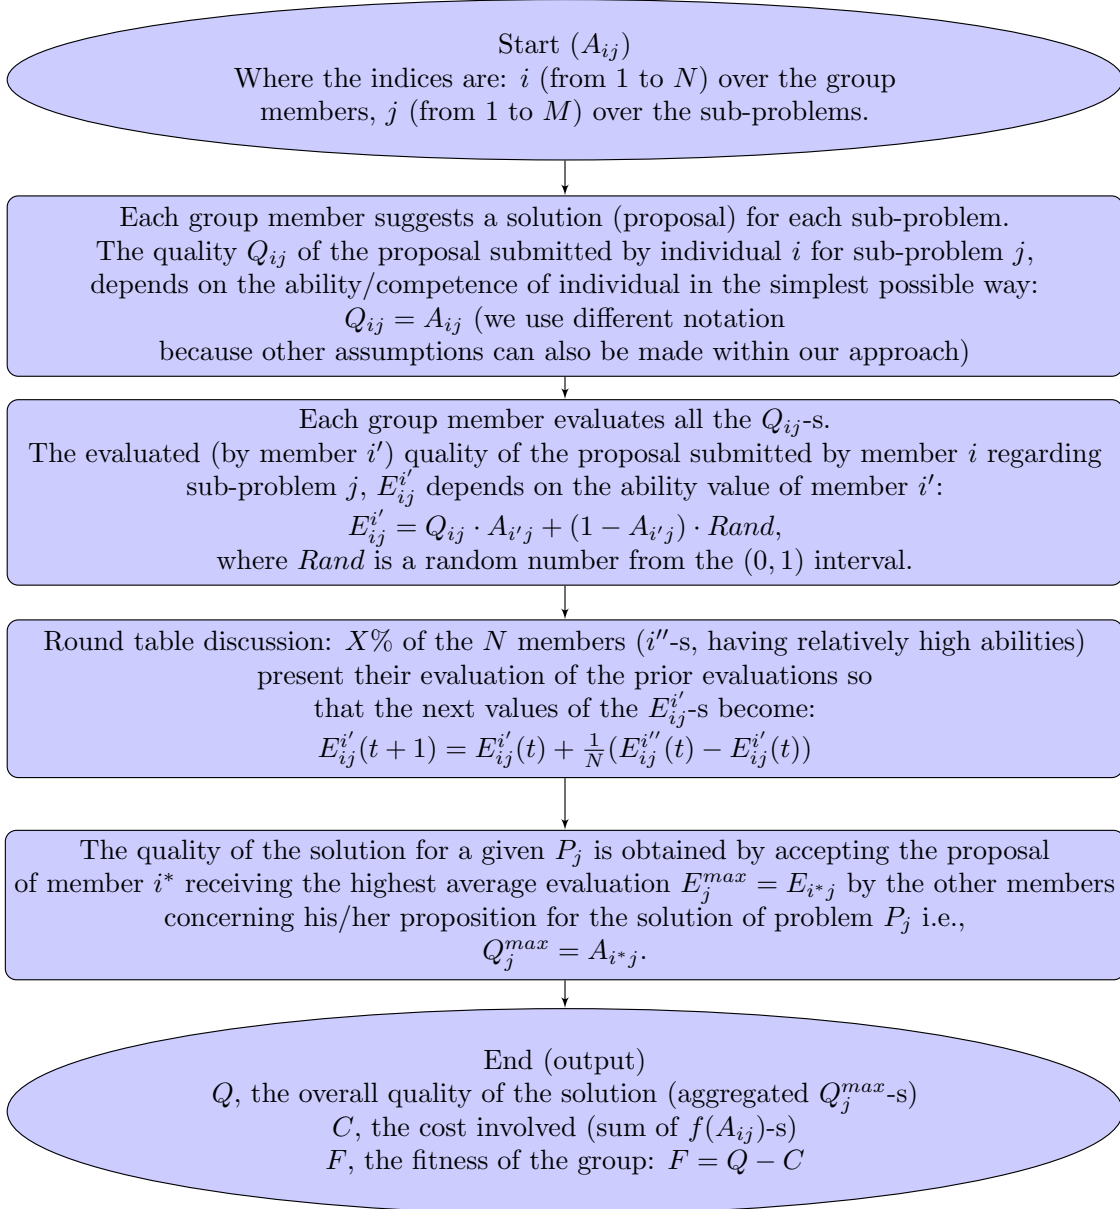 Start (A_{ij})
Where the indices are: i (from 1 to N) over the group
members, j (from 1 to M) over the sub-problems.
Each group member suggests a solution (proposal) for each sub-problem.
The quality Q_{ij} of the proposal submitted by individual i for sub-problem j,
depends on the ability/competence of individual in the simplest possible way:
Q_{ij} = A_{ij} (we use different notation
because other assumptions can also be made within our approach)
Each group member evaluates all the Q_{ij}-s.
The evaluated (by member i′) quality of the proposal submitted by member i regarding
sub-problem j, E_{ij}^{i′} depends on the ability value of member i′:
E_{ij}^{i′} = Q_{ij} · A_{i′j} + (1 − A_{i′j}) · Rand,
where Rand is a random number from the (0, 1) interval.
Round table discussion: X% of the N members (i′′-s, having relatively high abilities)
present their evaluation of the prior evaluations so
that the next values of the E_{ij}^{i′}-s become:
E_{ij}^{i′}(t + 1) = E_{ij}^{i′}(t) + \frac{1}{N}(E_{ij}^{i′′}(t) − E_{ij}^{i′}(t))
The quality of the solution for a given P_j is obtained by accepting the proposal
of member i* receiving the highest average evaluation E_j^{max} = E_{i*j} by the other members
concerning his/her proposition for the solution of problem P_j i.e.,
Q_j^{max} = A_{i*j}.
End (output)
Q, the overall quality of the solution (aggregated Q_j^{max}-s)
C, the cost involved (sum of f(A_{ij})-s)
F, the fitness of the group: F = Q − C